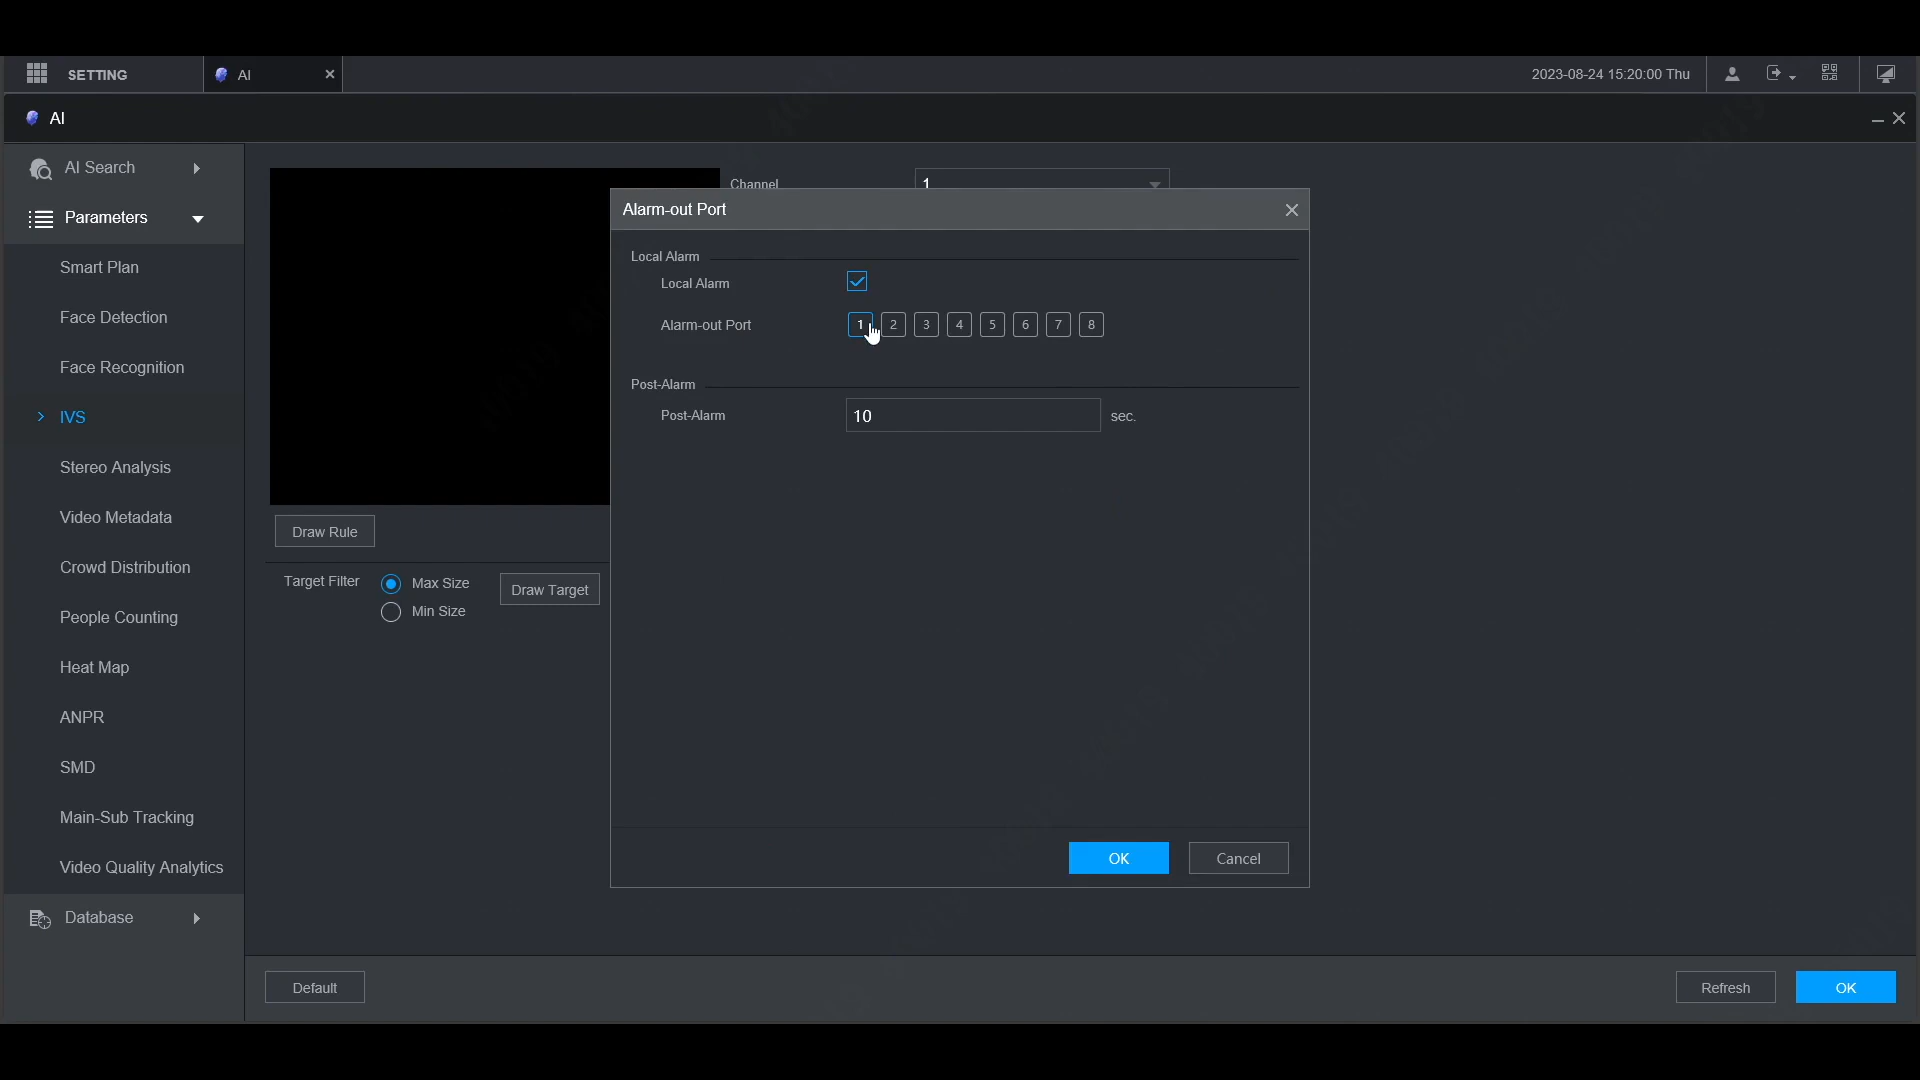 SETTING
AI
2023-08-24 15:20:00 Thu
AI
AI Search
Parameters
Smart Plan
Face Detection
Face Recognition
IVS
Stereo Analysis
Video Metadata
Crowd Distribution
People Counting
Heat Map
ANPR
SMD
Main-Sub Tracking
Video Quality Analytics
Database
Channel 1
Draw Rule
Target Filter
Max Size
Min Size
Draw Target
Alarm-out Port
Local Alarm
Local Alarm
Alarm-out Port 1 2 3 4 5 6 7 8
Post-Alarm
Post-Alarm 10 sec.
OK Cancel
Default
Refresh OK